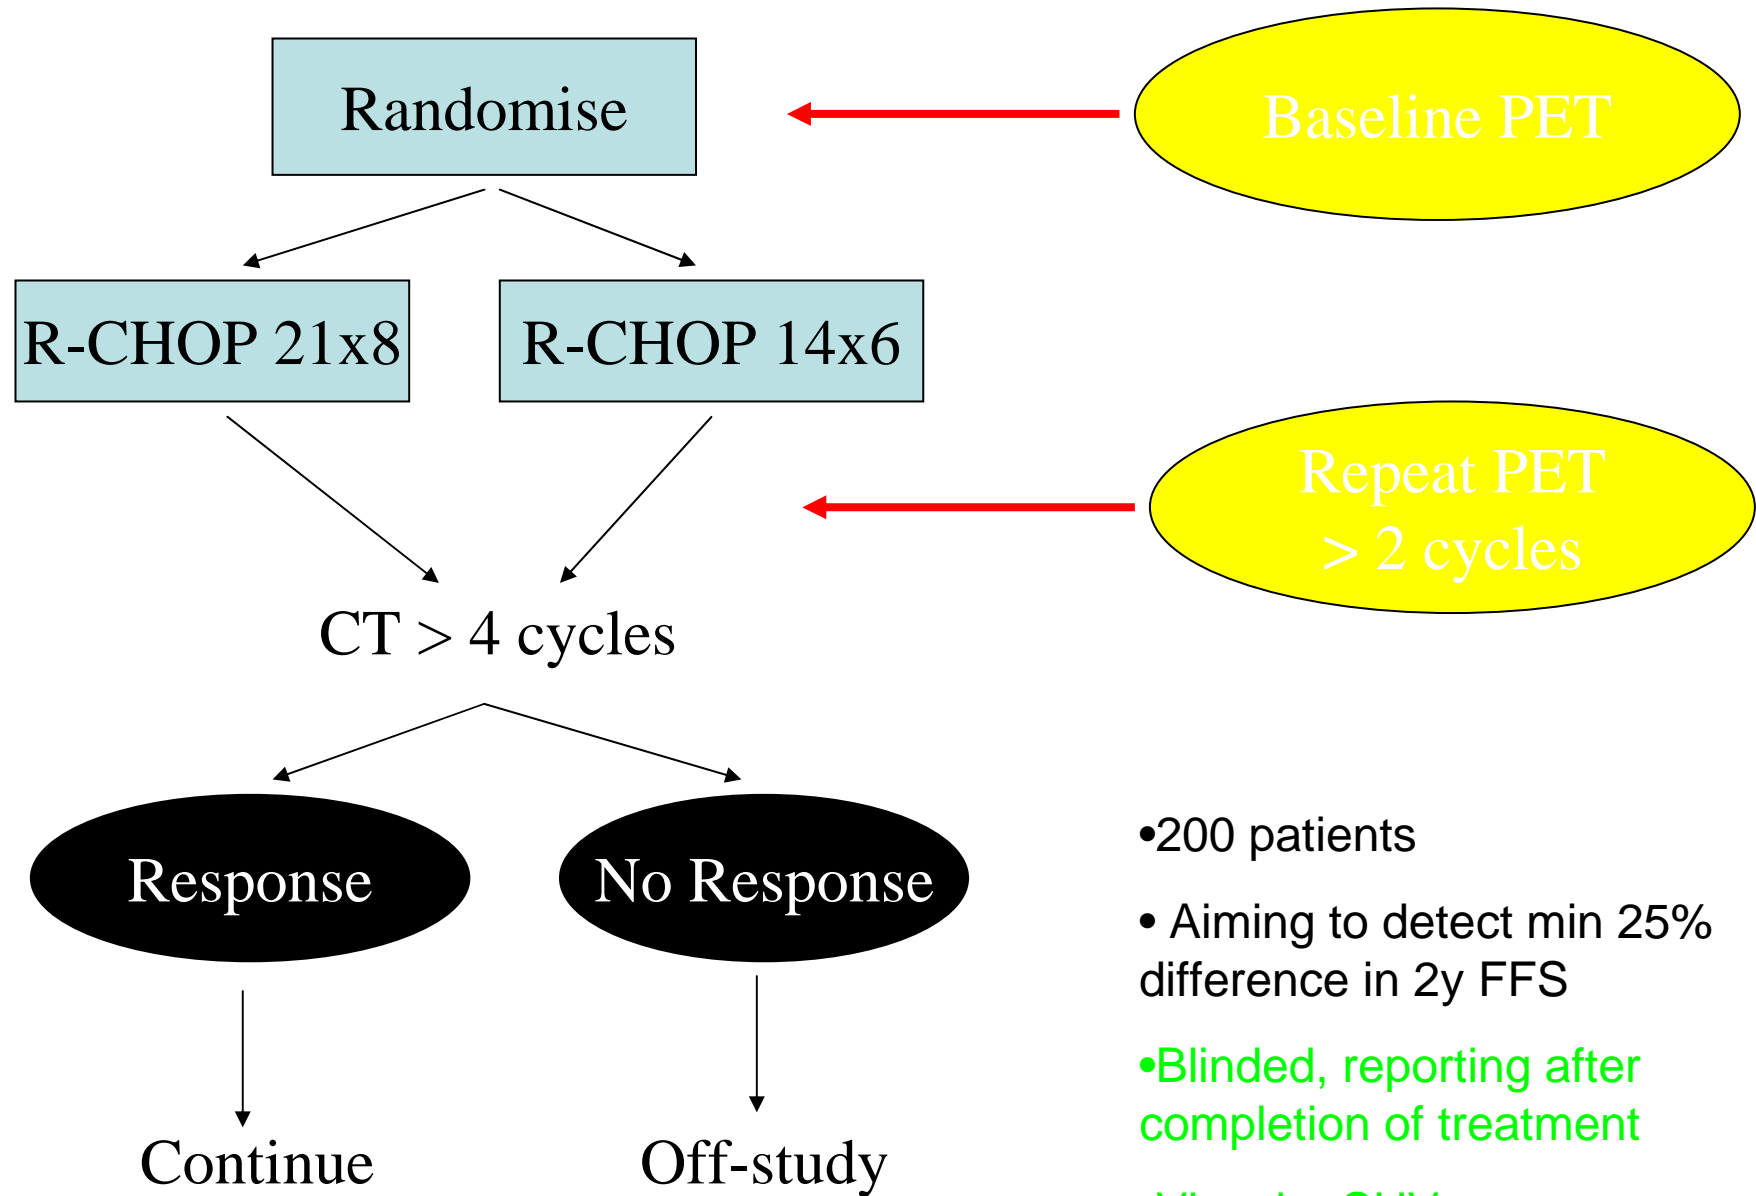 Randomise
Baseline PET
R-CHOP 21x8
R-CHOP 14x6
Repeat PET
> 2 cycles
CT > 4 cycles
Response
No Response
Continue
Off-study
•200 patients
• Aiming to detect min 25%
difference in 2y FFS
•Blinded, reporting after
completion of treatment